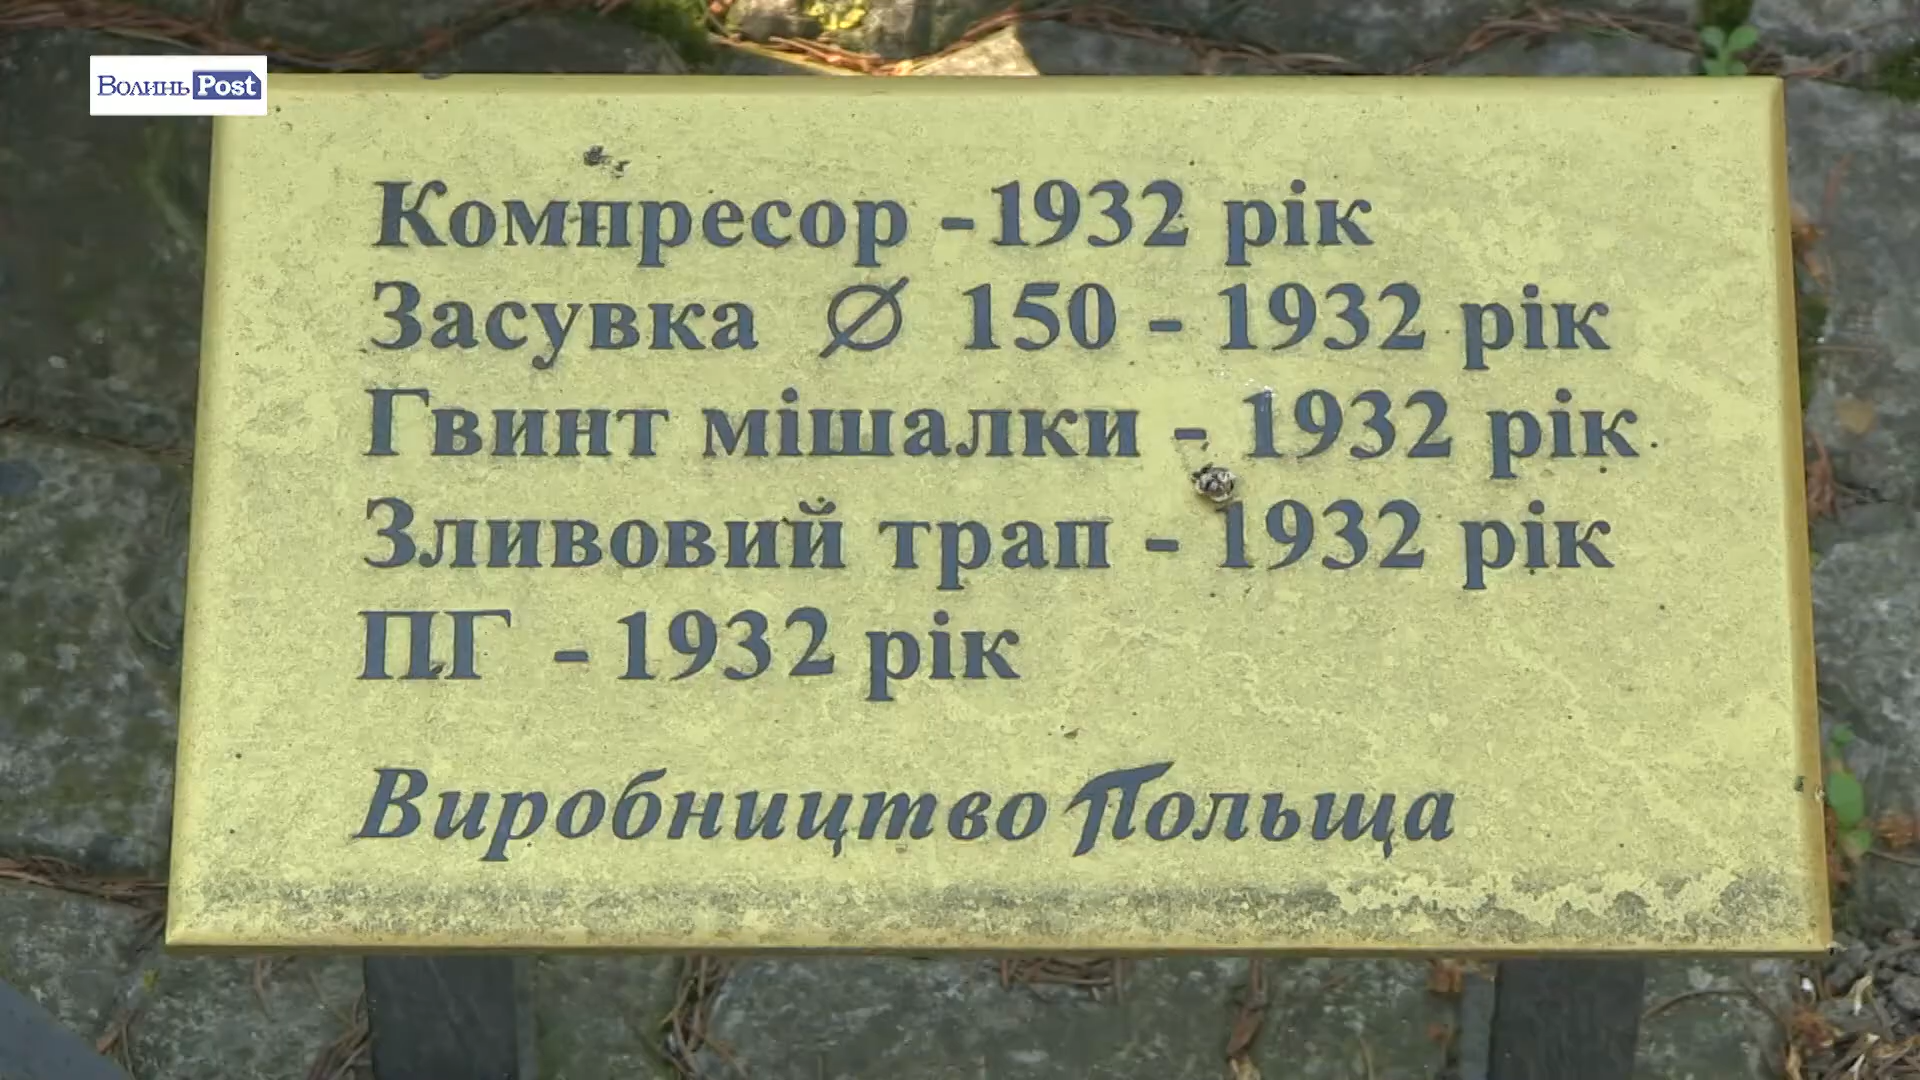 Волинь Post
Компресор - 1932 рік
Засувка Ø 150 - 1932 рік
Гвинт мішалки - 1932 рік
Зливовий трап - 1932 рік
ПГ - 1932 рік
Виробництво Польща